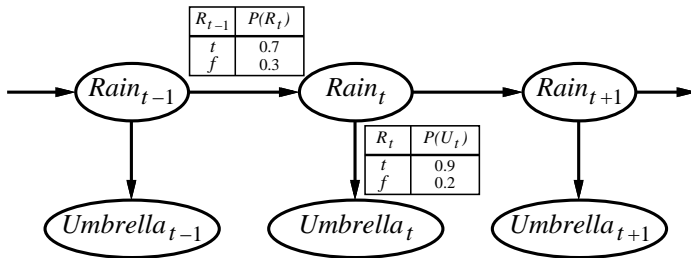 R_{t-1} P(R_t)
t 0.7
f 0.3
Rain_{t-1} Rain_t Rain_{t+1}
R_t P(U_t)
t 0.9
f 0.2
Umbrella_{t-1} Umbrella_t Umbrella_{t+1}